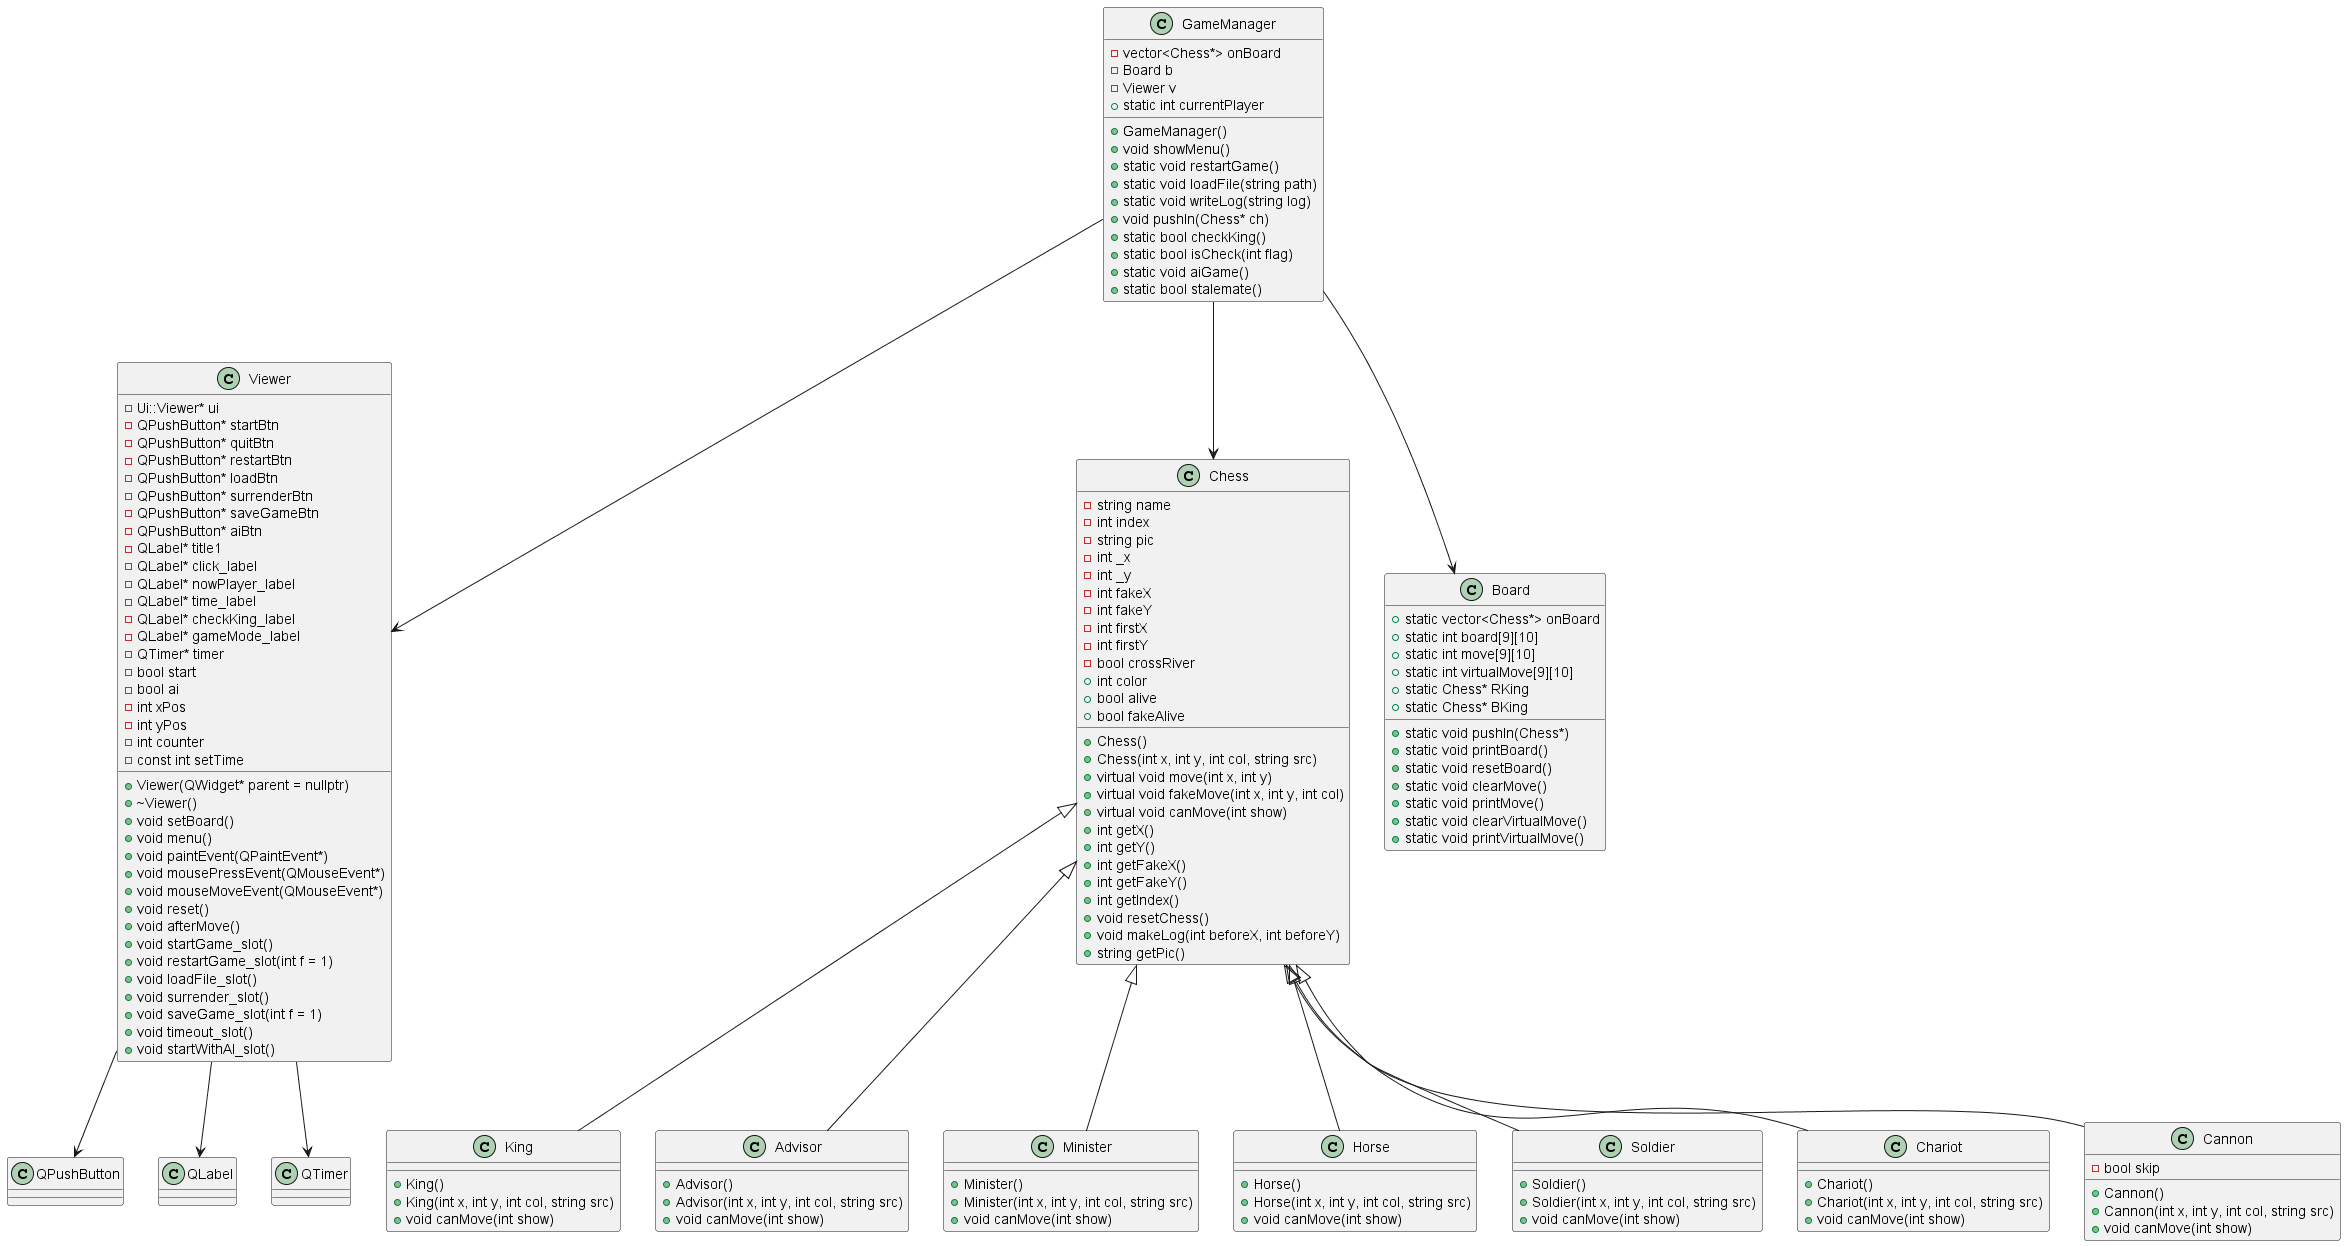 C GameManager
vector<Chess*> onBoard
Board b
Viewer v
static int currentPlayer
GameManager()
void showMenu()
static void restartGame()
static void loadFile(string path)
static void writeLog(string log)
void pushIn(Chess* ch)
static bool checkKing()
static bool isCheck(int flag)
static void aiGame()
static bool stalemate()
C Viewer
Ui::Viewer* ui
QPushButton* startBtn
QPushButton* quitBtn
QPushButton* restartBtn
QPushButton* loadBtn
QPushButton* surrenderBtn
QPushButton* saveGameBtn
QPushButton* aiBtn
QLabel* title1
QLabel* click_label
QLabel* nowPlayer_label
QLabel* time_label
QLabel* checkKing_label
QLabel* gameMode_label
QTimer* timer
bool start
bool ai
int xPos
int yPos
int counter
const int setTime
Viewer(QWidget* parent = nullptr)
~Viewer()
void setBoard()
void menu()
void paintEvent(QPaintEvent*)
void mousePressEvent(QMouseEvent*)
void mouseMoveEvent(QMouseEvent*)
void reset()
void afterMove()
void startGame_slot()
void restartGame_slot(int f = 1)
void loadFile_slot()
void surrender_slot()
void saveGame_slot(int f = 1)
void timeout_slot()
void startWithAI_slot()
C Chess
string name
int index
string pic
int _x
int _y
int fakeX
int fakeY
int firstX
int firstY
bool crossRiver
int color
bool alive
bool fakeAlive
Chess()
Chess(int x, int y, int col, string src)
virtual void move(int x, int y)
virtual void fakeMove(int x, int y, int col)
virtual void canMove(int show)
int getX()
int getY()
int getFakeX()
int getFakeY()
int getIndex()
void resetChess()
void makeLog(int beforeX, int beforeY)
string getPic()
C Board
static vector<Chess*> onBoard
static int board[9][10]
static int move[9][10]
static int virtualMove[9][10]
static Chess* RKing
static Chess* BKing
static void pushIn(Chess*)
static void printBoard()
static void resetBoard()
static void clearMove()
static void printMove()
static void clearVirtualMove()
static void printVirtualMove()
C QPushButton
C QLabel
C QTimer
C King
King()
King(int x, int y, int col, string src)
void canMove(int show)
C Advisor
Advisor()
Advisor(int x, int y, int col, string src)
void canMove(int show)
C Minister
Minister()
Minister(int x, int y, int col, string src)
void canMove(int show)
C Horse
Horse()
Horse(int x, int y, int col, string src)
void canMove(int show)
C Soldier
Soldier()
Soldier(int x, int y, int col, string src)
void canMove(int show)
C Chariot
Chariot()
Chariot(int x, int y, int col, string src)
void canMove(int show)
C Cannon
bool skip
Cannon()
Cannon(int x, int y, int col, string src)
void canMove(int show)